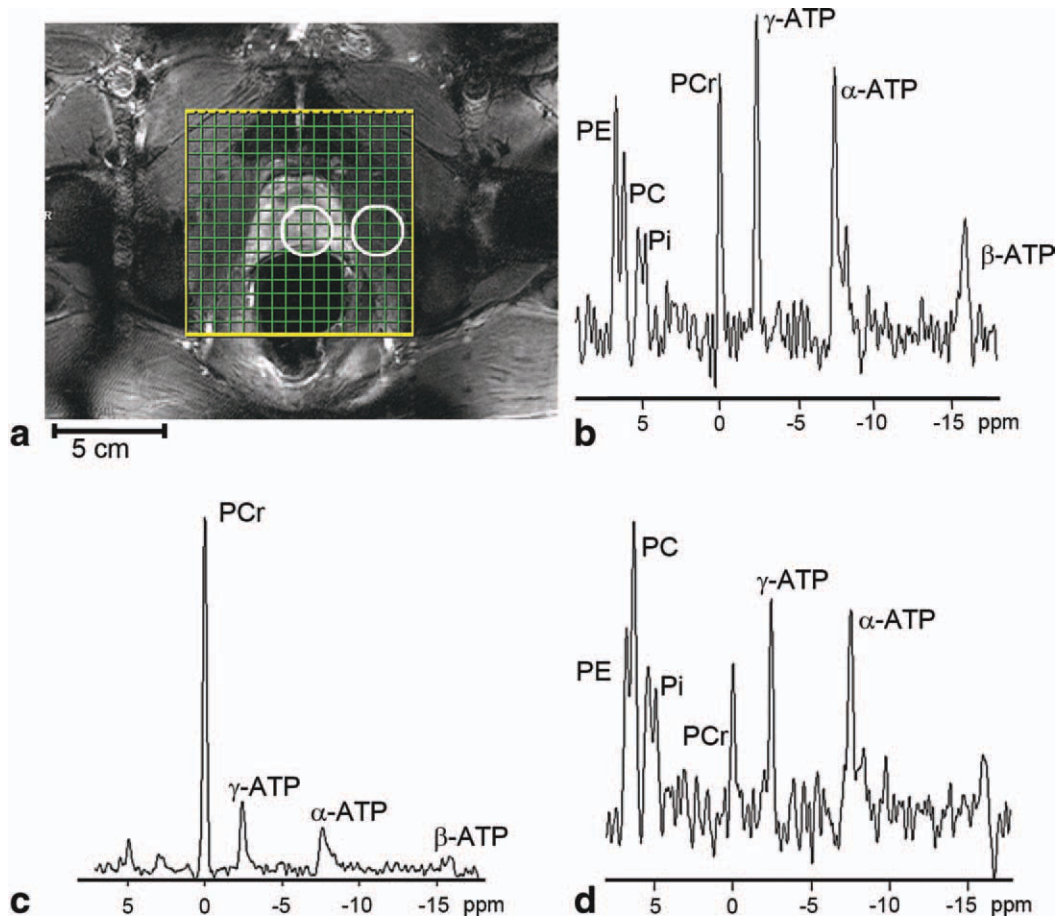 R
a
5 cm
PE
PC
Pi
PCr
γ-ATP
α-ATP
β-ATP
b
5 0 -5 -10 -15 ppm
PCr
γ-ATP
α-ATP
β-ATP
c
5 0 -5 -10 -15 ppm
PE
PC
Pi
PCr
γ-ATP
α-ATP
d
5 0 -5 -10 -15 ppm